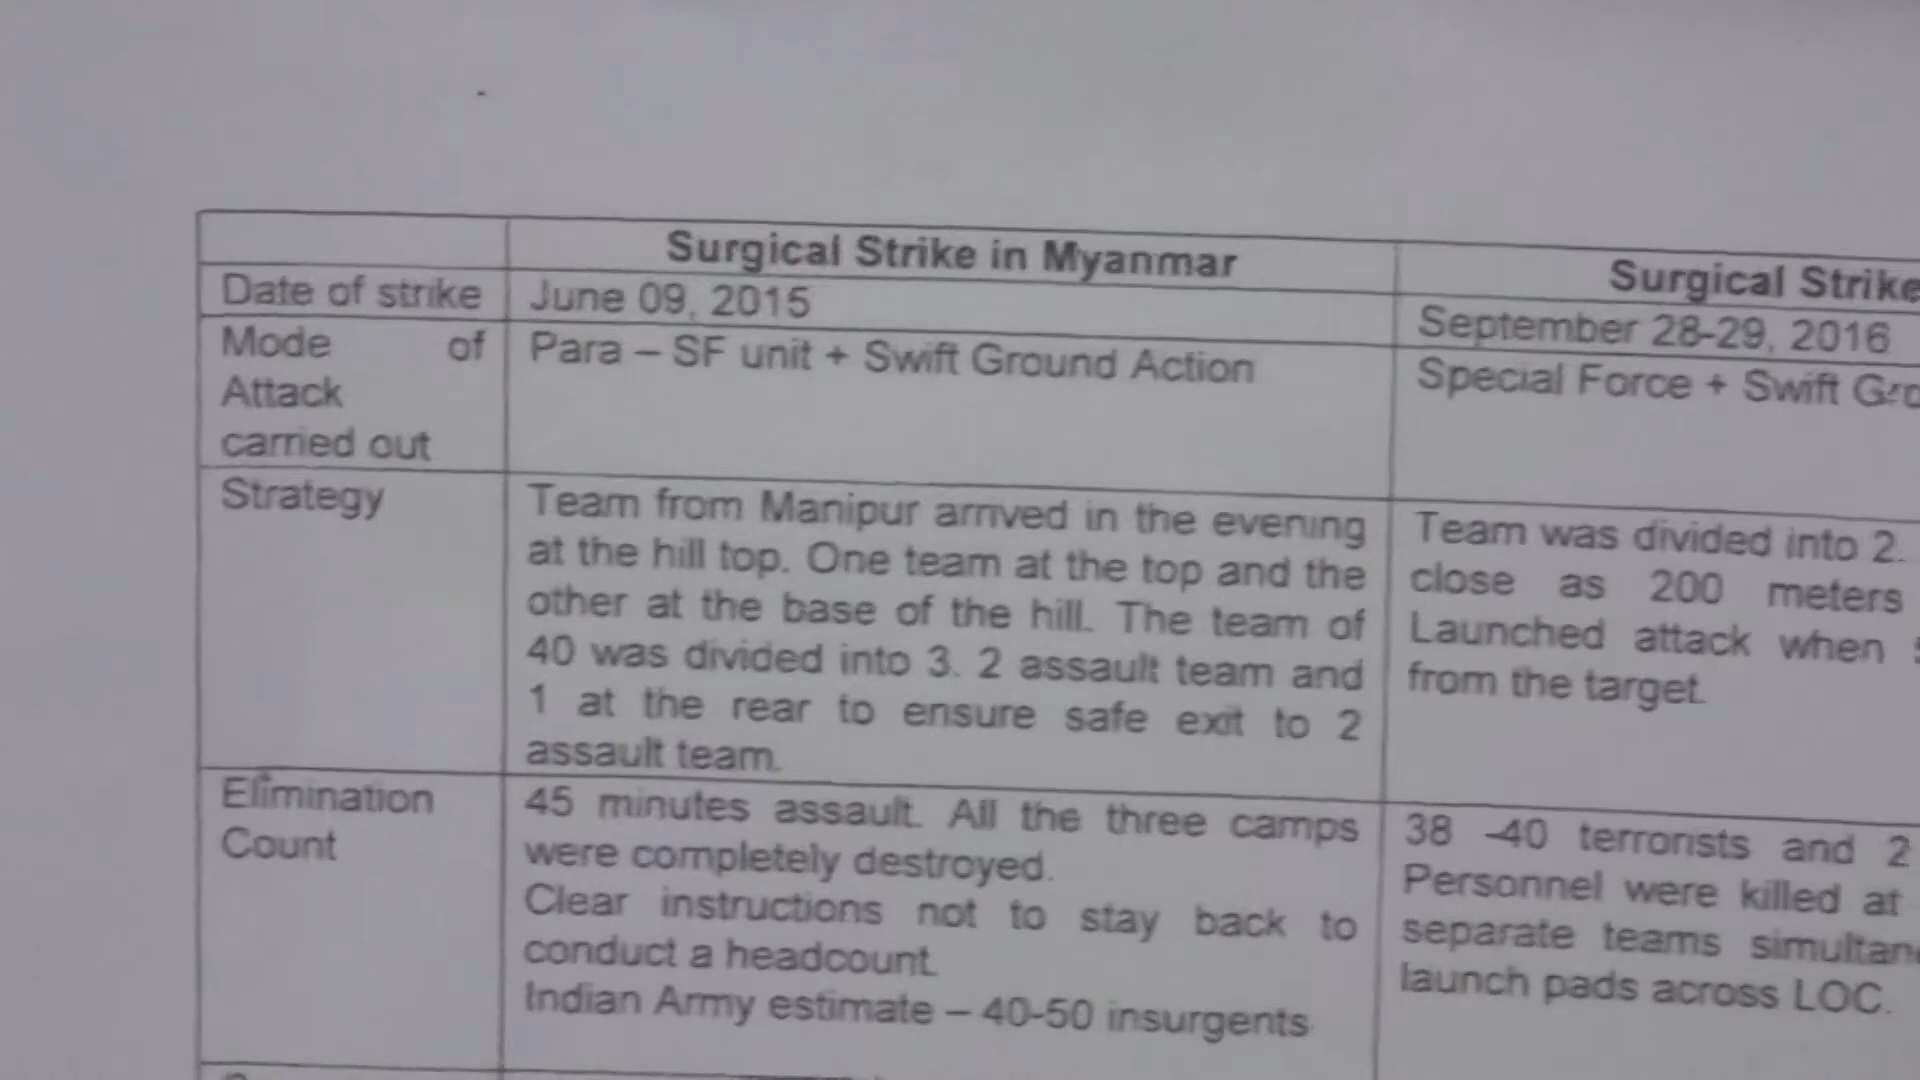 Surgical Strike in Myanmar
Surgical Strike
Date of strike
June 09, 2015
September 28-29, 2016
Mode of
Attack
carried out
Para – SF unit + Swift Ground Action
Special Force + Swift
Strategy
Team from Manipur arrived in the evening
at the hill top. One team at the top and the
other at the base of the hill. The team of
40 was divided into 3. 2 assault team and
1 at the rear to ensure safe exit to 2
assault team.
Team was divided into 2.
close as 200 meters
Launched attack when
from the target.
Elimination
Count
45 minutes assault. All the three camps
were completely destroyed.
Clear instructions not to stay back to
conduct a headcount.
Indian Army estimate – 40-50 insurgents
38 -40 terrorists and 2
Personnel were killed at
separate teams
launch pads across LOC.